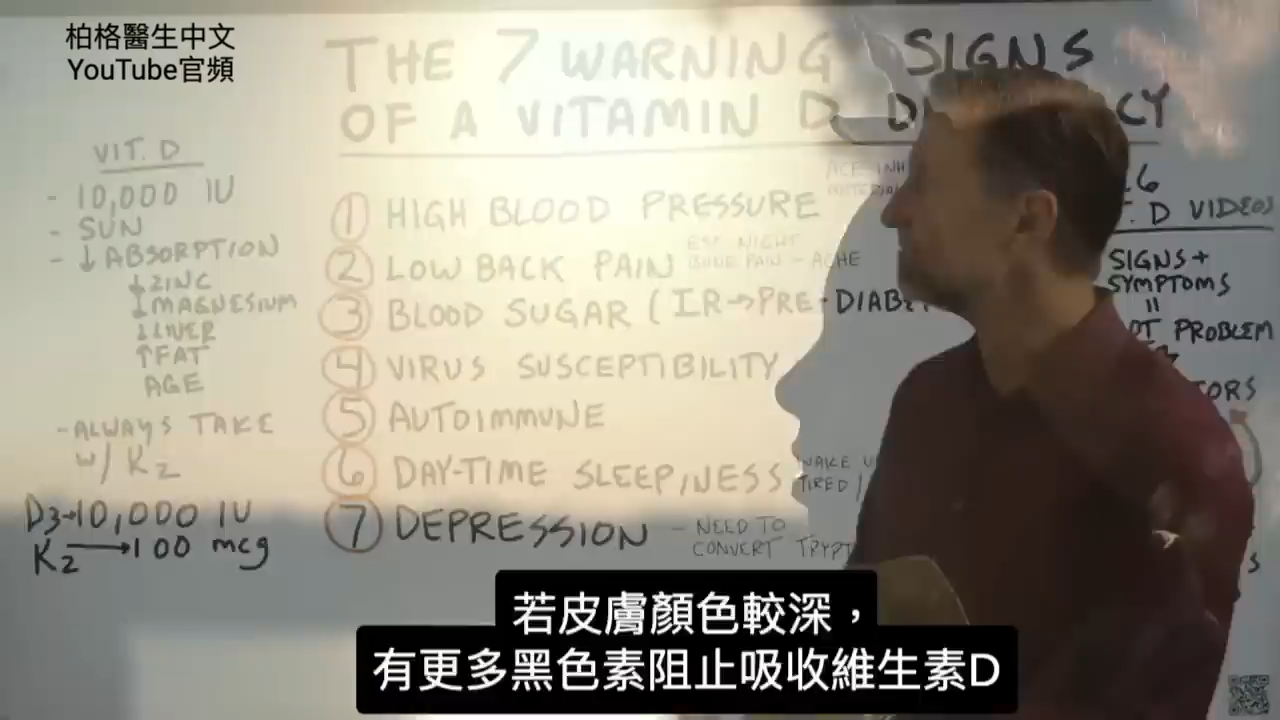 柏格醫生中文
YouTube官頻
THE 7 WARNING SIGNS
OF A VITAMIN D
VIT. D
- 10,000 IU
- SUN
- ↓ ABSORPTION
↓ ZINC
↓ MAGNESIUM
↓ LIVER
↑ FAT
AGE
- ALWAYS TAKE
W/ K2
D3→10,000 IU
K2→100 mcg
① HIGH BLOOD PRESSURE
② LOW BACK PAIN
ESP. NIGHT
BONE PAIN - ACHE
③ BLOOD SUGAR (IR→PRE-
④ VIRUS SUSCEPTIBILITY
⑤ AUTOIMMUNE
⑥ DAY-TIME SLEEPINESS
TIRED/
⑦ DEPRESSION - NEED TO
CONVERT
D VIDEOS
SIGNS +
SYMPTOMS
"
PROBLEM
若皮膚顏色較深，
有更多黑色素阻止吸收維生素D